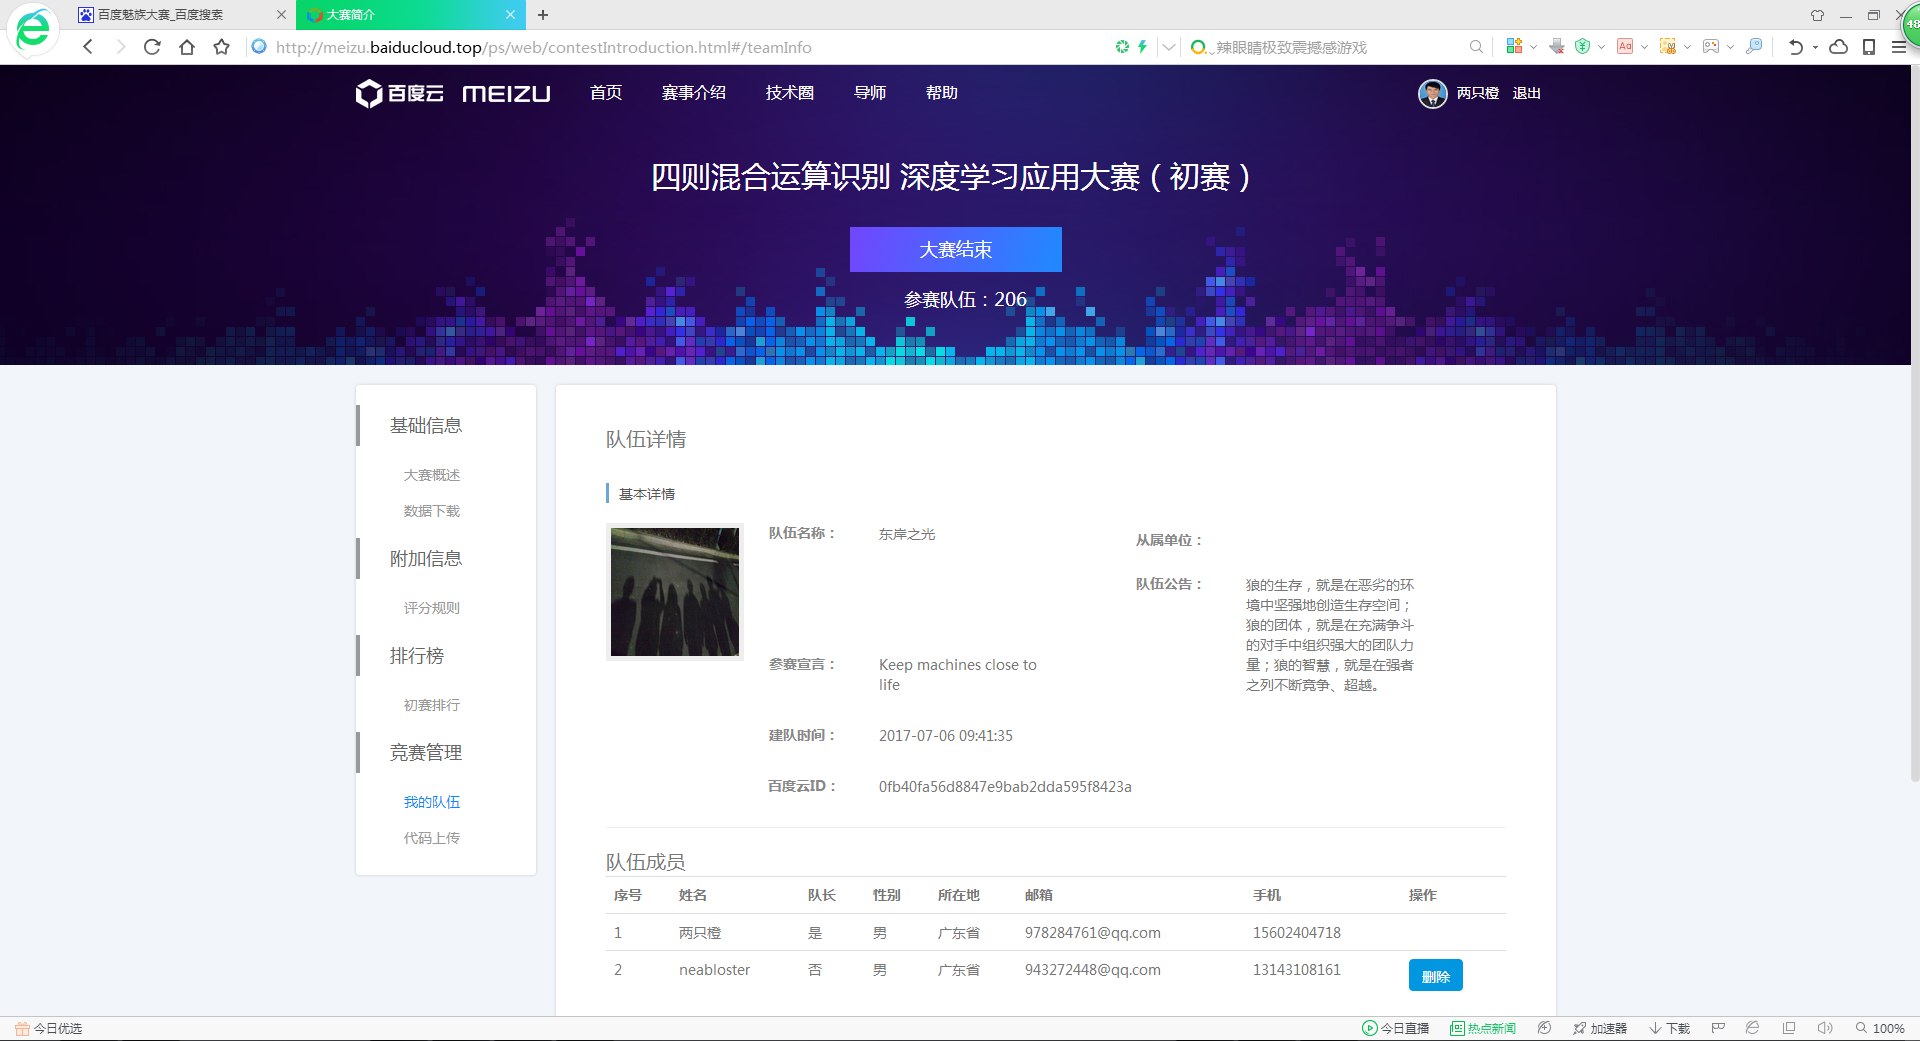 百度魅族大赛_百度搜索
大赛简介
http://meizu.baiducloud.top/ps/web/contestIntroduction.html#/teamInfo
辣眼睛极致震撼感游戏
48
百度云 MEIZU 首页 赛事介绍 技术圈 导师 帮助 两只橙 退出
四则混合运算识别 深度学习应用大赛（初赛）
大赛结束
参赛队伍：206
基础信息
大赛概述
数据下载
附加信息
评分规则
排行榜
初赛排行
竞赛管理
我的队伍
代码上传
队伍详情
基本详情
队伍名称： 东岸之光
从属单位：
队伍公告： 狼的生存，就是在恶劣的环
境中坚强地创造生存空间；
狼的团体，就是在充满争斗
的对手中组织强大的团队力
量；狼的智慧，就是在强者
之列不断竞争、超越。
参赛宣言： Keep machines close to
life
建队时间： 2017-07-06 09:41:35
百度云ID： 0fb40fa56d8847e9bab2dda595f8423a
队伍成员
序号 姓名 队长 性别 所在地 邮箱 手机 操作
1 两只橙 是 男 广东省 978284761@qq.com 15602404718
2 neabloster 否 男 广东省 943272448@qq.com 13143108161 删除
今日优选 今日直播 热点新闻 加速器 下载 100%